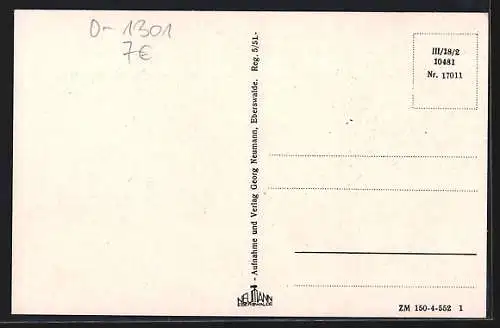 D-1301
7€
III/18/2
10481
Nr. 17011
- Aufnahme und Verlag Georg Neumann, Eberswalde. Reg. 5/51.-
NEUMANN
EBERSWALDE
ZM 150-4-552 1